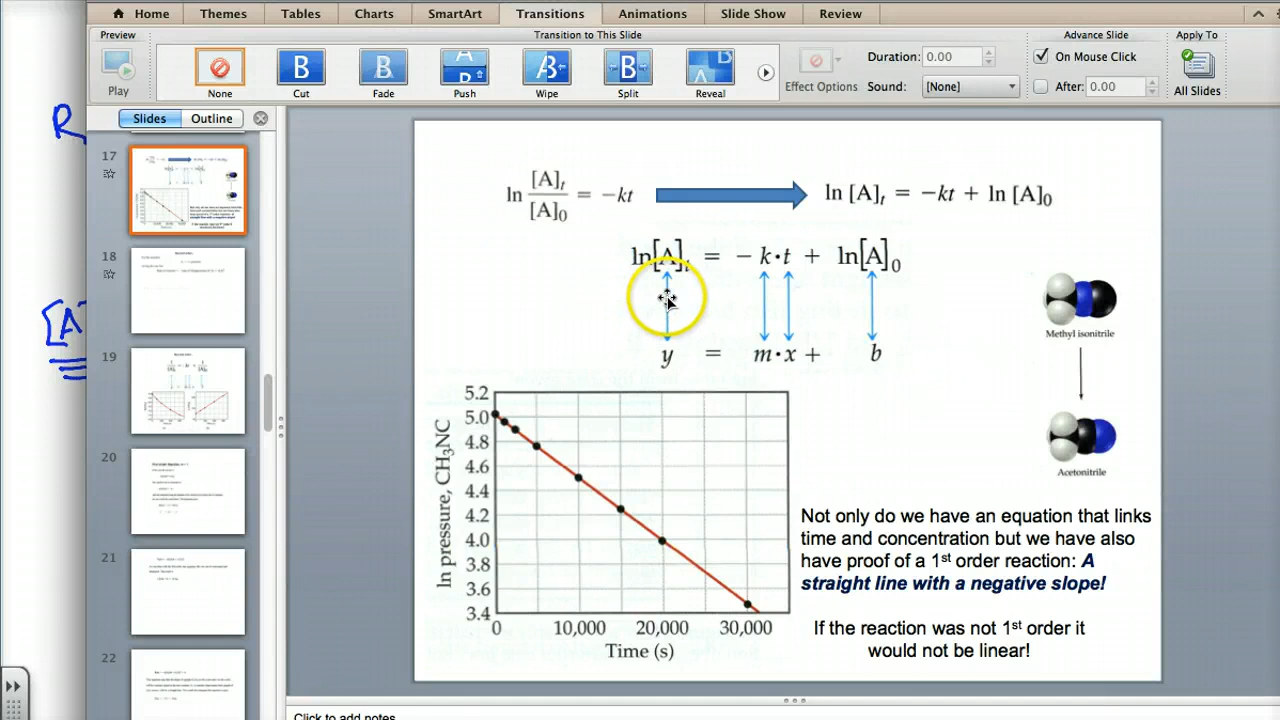 Home Themes Tables Charts SmartArt Transitions Animations Slide Show Review
Preview Transition to This Slide Advance Slide Apply To
Play None Cut Fade Push Wipe Split Reveal Effect Options
Duration: 0.00 On Mouse Click
Sound: [None] After: 0.00 All Slides
Slides Outline
R
[A
17
18
19
20
21
22
ln [A]t / [A]0 = −kt ln [A]t = −kt + ln [A]0
ln[A]t = − k•t + ln[A]0
y = m•x + b
Methyl isonitrile
Acetonitrile
ln pressure, CH3NC
5.2
5.0
4.8
4.6
4.4
4.2
4.0
3.8
3.6
3.4
0 10,000 20,000 30,000
Time (s)
Not only do we have an equation that links
time and concentration but we have also
have proof of a 1st order reaction: A
straight line with a negative slope!
If the reaction was not 1st order it
would not be linear!
Click to add notes